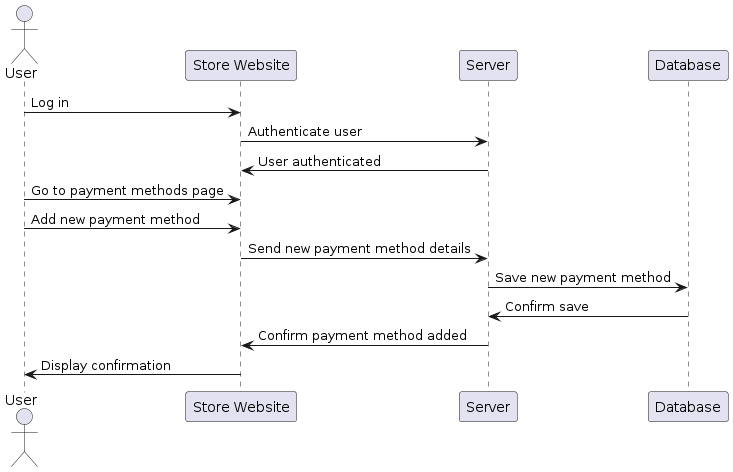 User
Store Website
Server
Database
Log in
Authenticate user
User authenticated
Go to payment methods page
Add new payment method
Send new payment method details
Save new payment method
Confirm save
Confirm payment method added
Display confirmation
User
Store Website
Server
Database